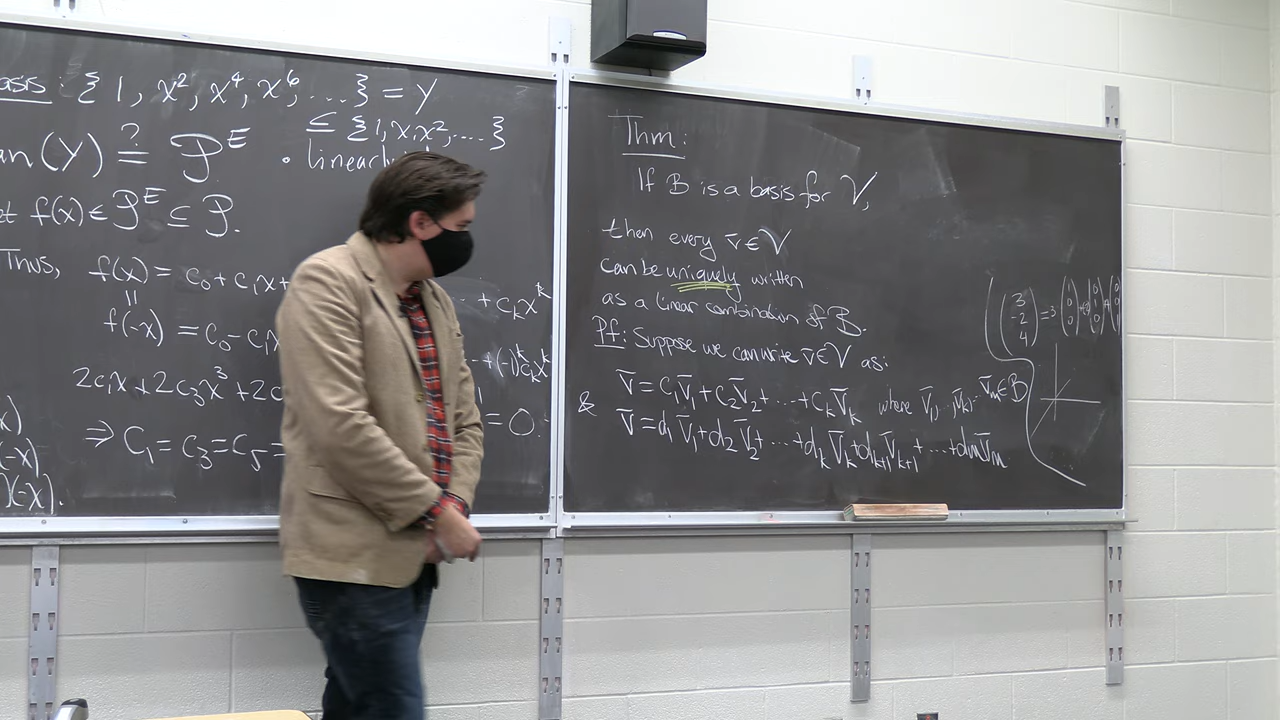 asis: {1, x², x⁴, x⁶, ...} = Y
⊆ {1, x, x², ....}
an(Y) ≟ 𝒫ᴱ
• linearly
et f(x) ∈ 𝒫ᴱ ⊆ 𝒫.
Thus, f(x) = c₀ + c₁x + ··+ cₖxᵏ
||
f(-x) = c₀ - c₁x ··+ (-1)ᵏcₖxᵏ
2c₁x + 2c₃x³ + 2c = 0.
⇒ C₁ = C₃ = C₅ =
x)
(-x)
)(-x).
Thm:
If B is a basis for V,
then every v̄ ∈ V
can be uniquely written
as a linear combination of B.
Pf: Suppose we can write v̄ ∈ V as:
v̄ = c₁v̄₁ + c₂v̄₂ + ··· + cₖv̄ₖ where v̄₁, ..., v̄ₖ, ... v̄ₘ ∈ B
& v̄ = d₁v̄₁ + d₂v̄₂ + ··· + dₖv̄ₖ + dₖ₊₁v̄ₖ₊₁ + ··· + dₘv̄ₘ